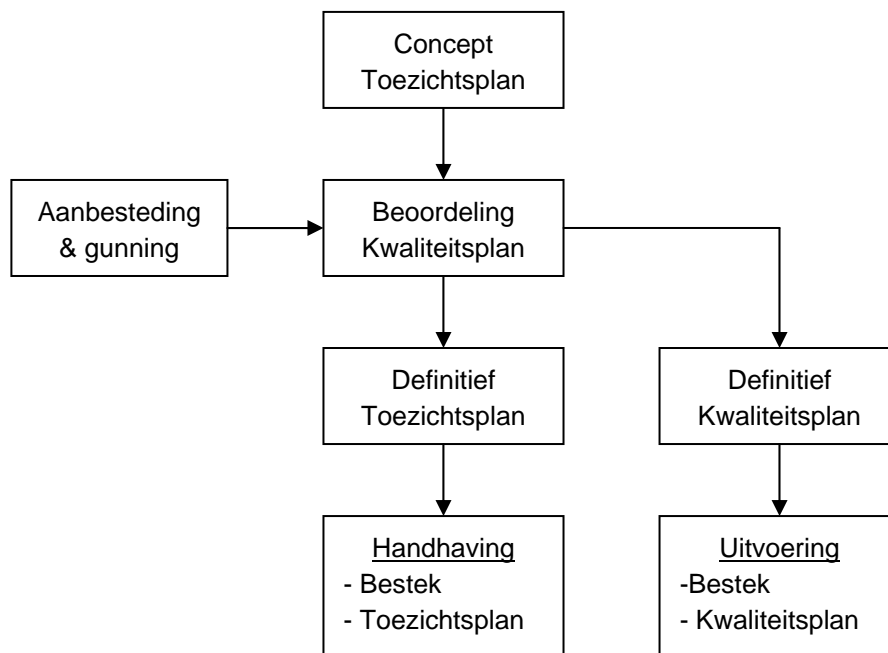 Concept
Toezichtsplan
Aanbesteding
& gunning
Beoordeling
Kwaliteitsplan
Definitief
Toezichtsplan
Definitief
Kwaliteitsplan
Handhaving
- Bestek
- Toezichtsplan
Uitvoering
-Bestek
- Kwaliteitsplan